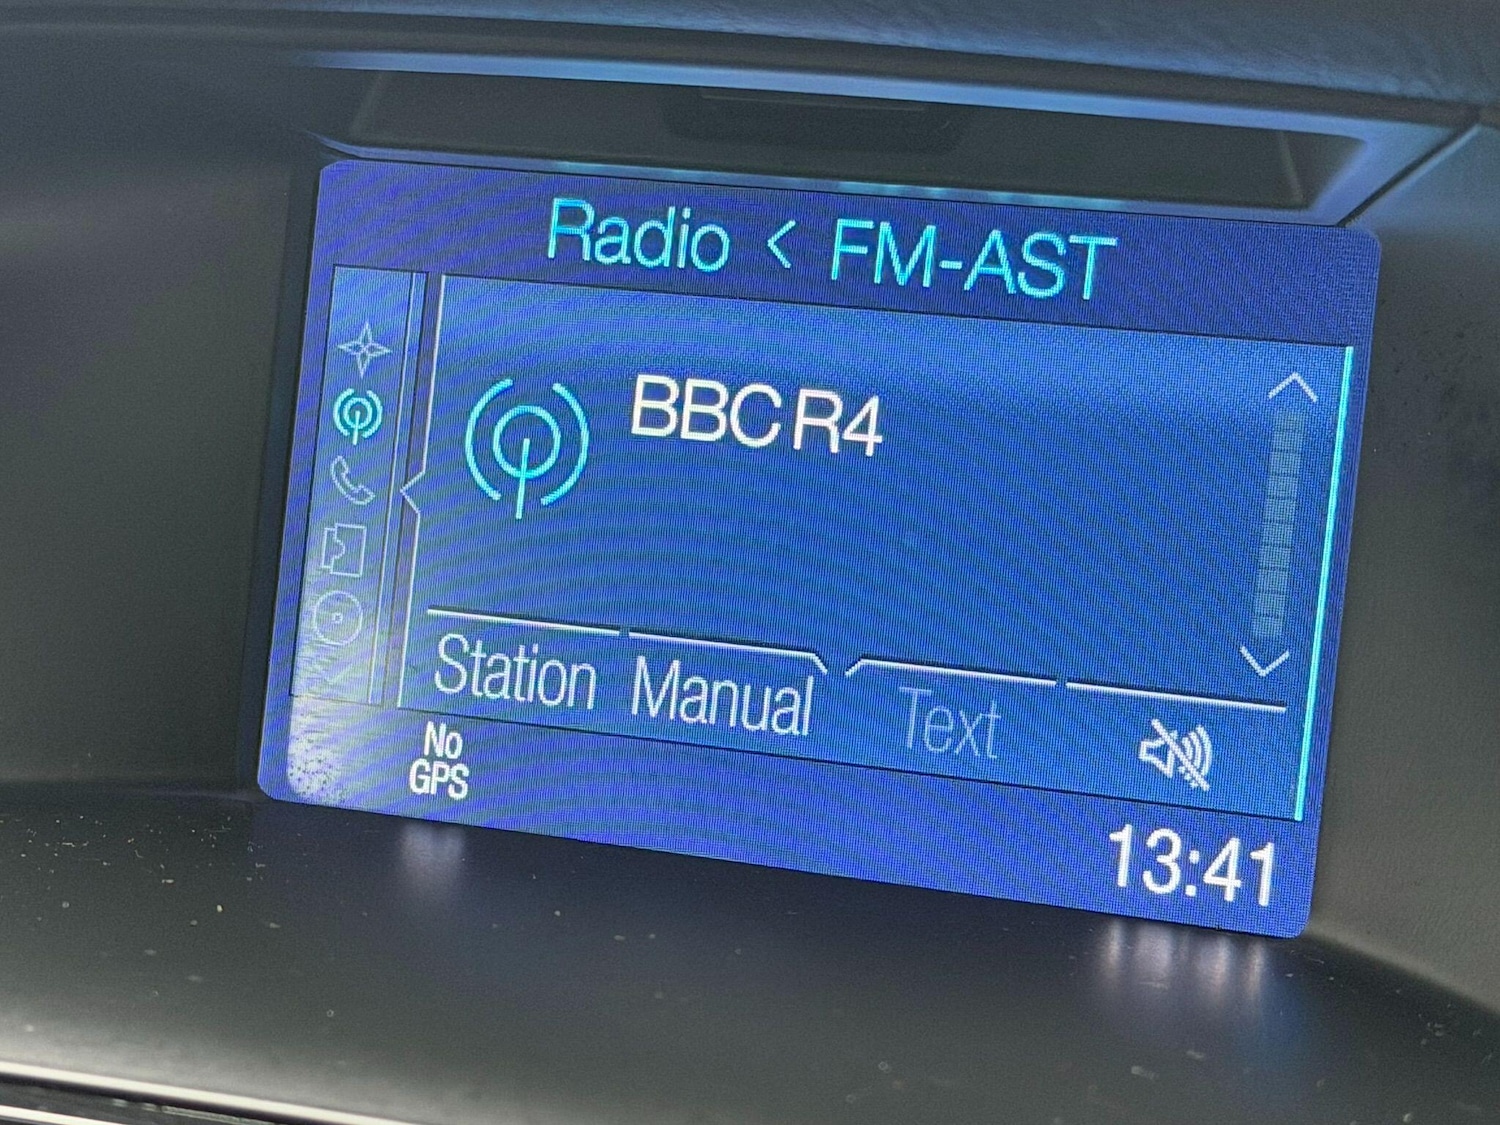 Radio < FM-AST
BBC R4
Station Manual Text
No
GPS
13:41